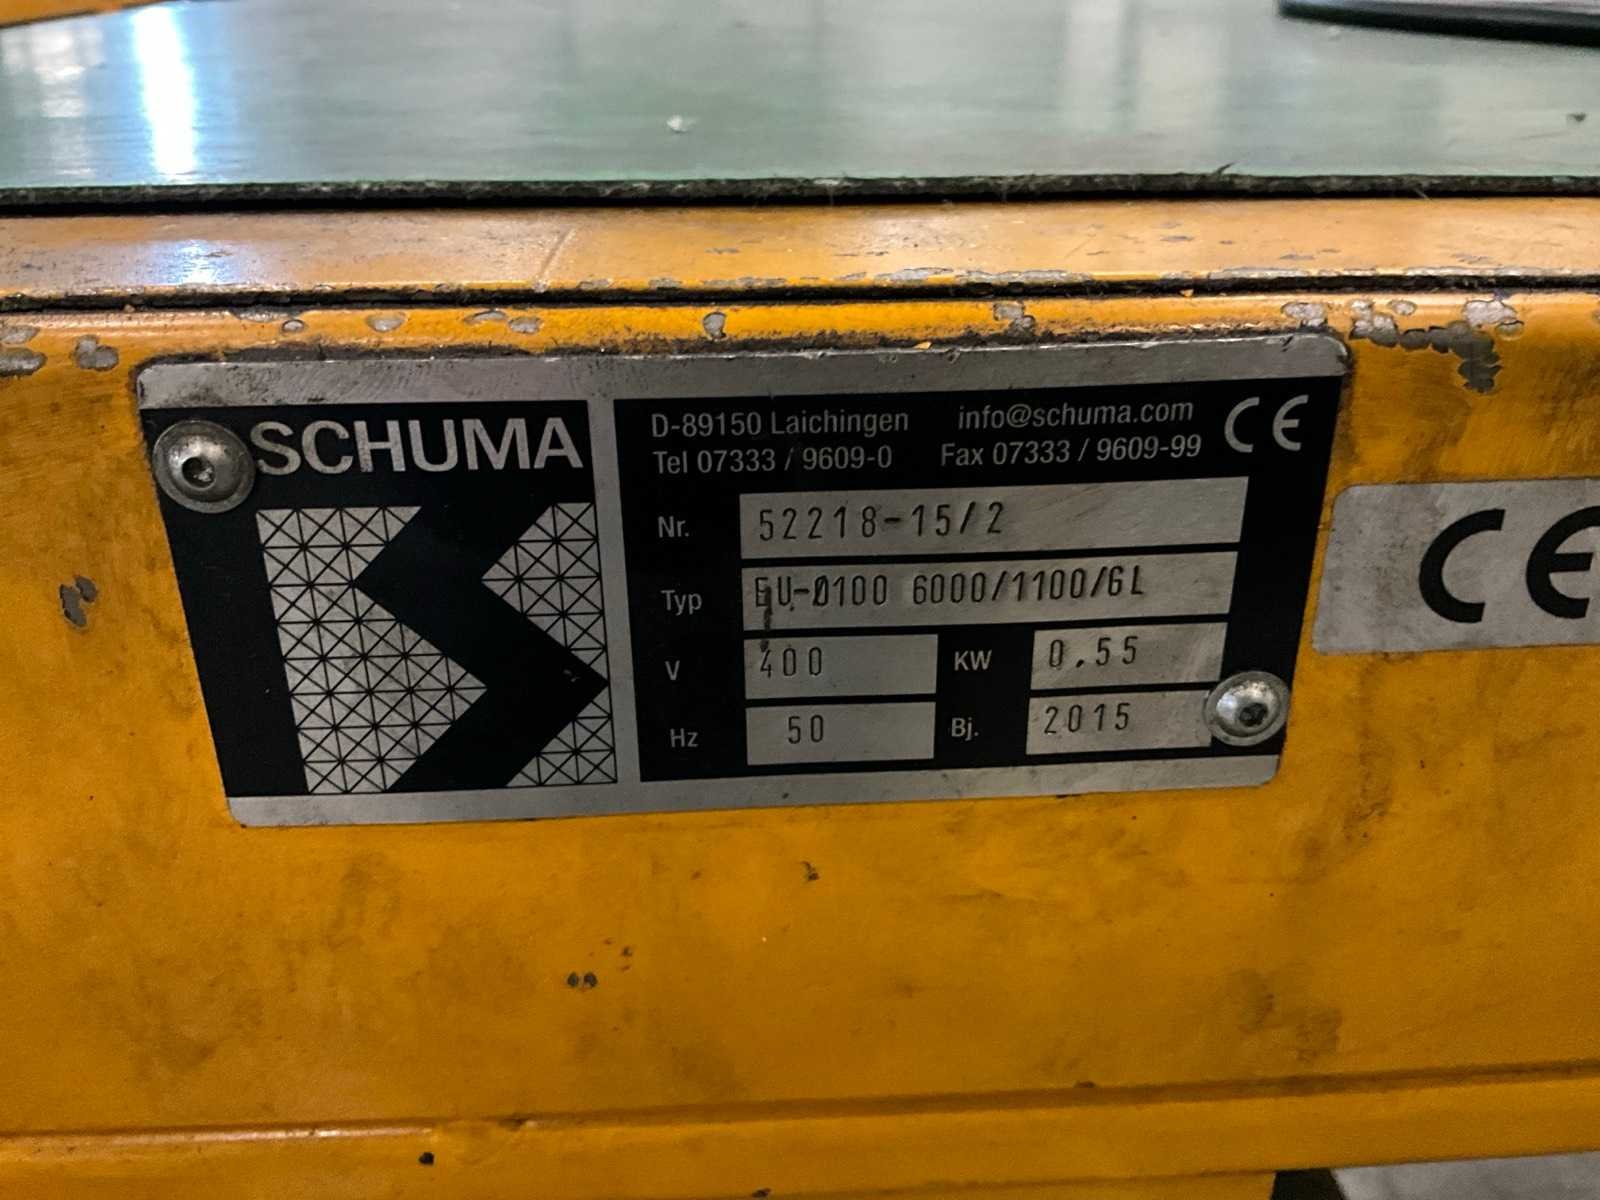 SCHUMA
D-89150 Laichingen info@schuma.com
Tel 07333 / 9609-0 Fax 07333 / 9609-99
CE
Nr. 52218-15/2
Typ EU-Ø100 6000/1100/6L
V 400 KW 0.55
Hz 50 Bj. 2015
CE